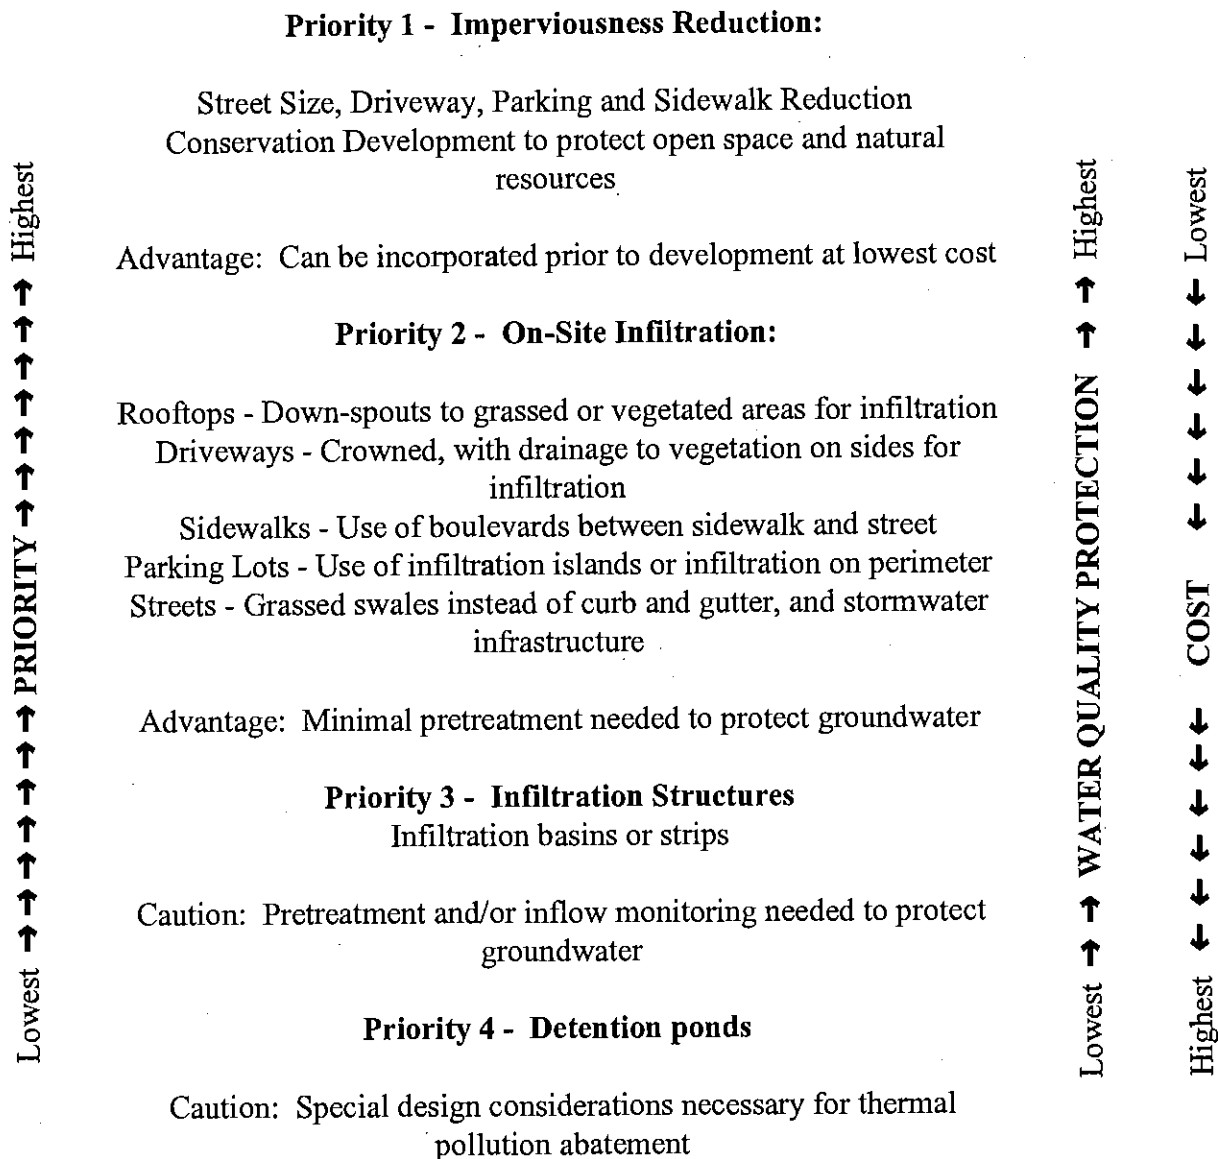 Priority 1 - Imperviousness Reduction:
Street Size, Driveway, Parking and Sidewalk Reduction
Conservation Development to protect open space and natural
resources
Advantage: Can be incorporated prior to development at lowest cost
Priority 2 - On-Site Infiltration:
Rooftops - Down-spouts to grassed or vegetated areas for infiltration
Driveways - Crowned, with drainage to vegetation on sides for
infiltration
Sidewalks - Use of boulevards between sidewalk and street
Parking Lots - Use of infiltration islands or infiltration on perimeter
Streets - Grassed swales instead of curb and gutter, and stormwater
infrastructure
Advantage: Minimal pretreatment needed to protect groundwater
Priority 3 - Infiltration Structures
Infiltration basins or strips
Caution: Pretreatment and/or inflow monitoring needed to protect
groundwater
Priority 4 - Detention ponds
Caution: Special design considerations necessary for thermal
pollution abatement
Lowest ➔➔➔➔➔➔➔ PRIORITY ➔➔➔➔➔➔➔ Highest
Lowest ➔ ➔ WATER QUALITY PROTECTION ➔ ➔ Highest
Highest ← ← ← ← ← ← ← COST ← ← ← ← ← ← ← Lowest